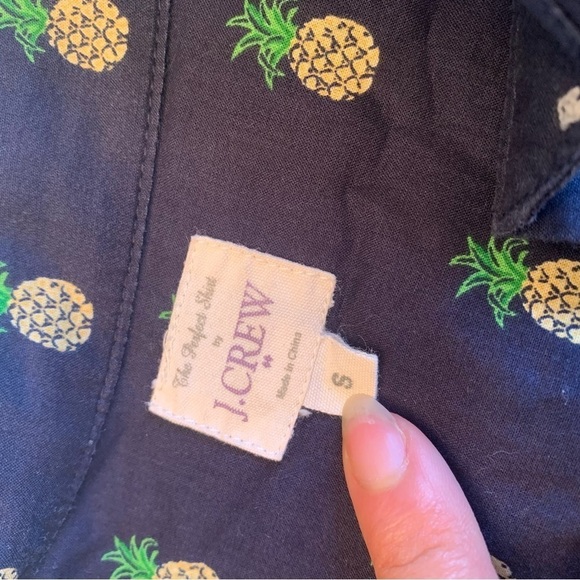 The Perfect Shirt
by
J.CREW
Made in China
S